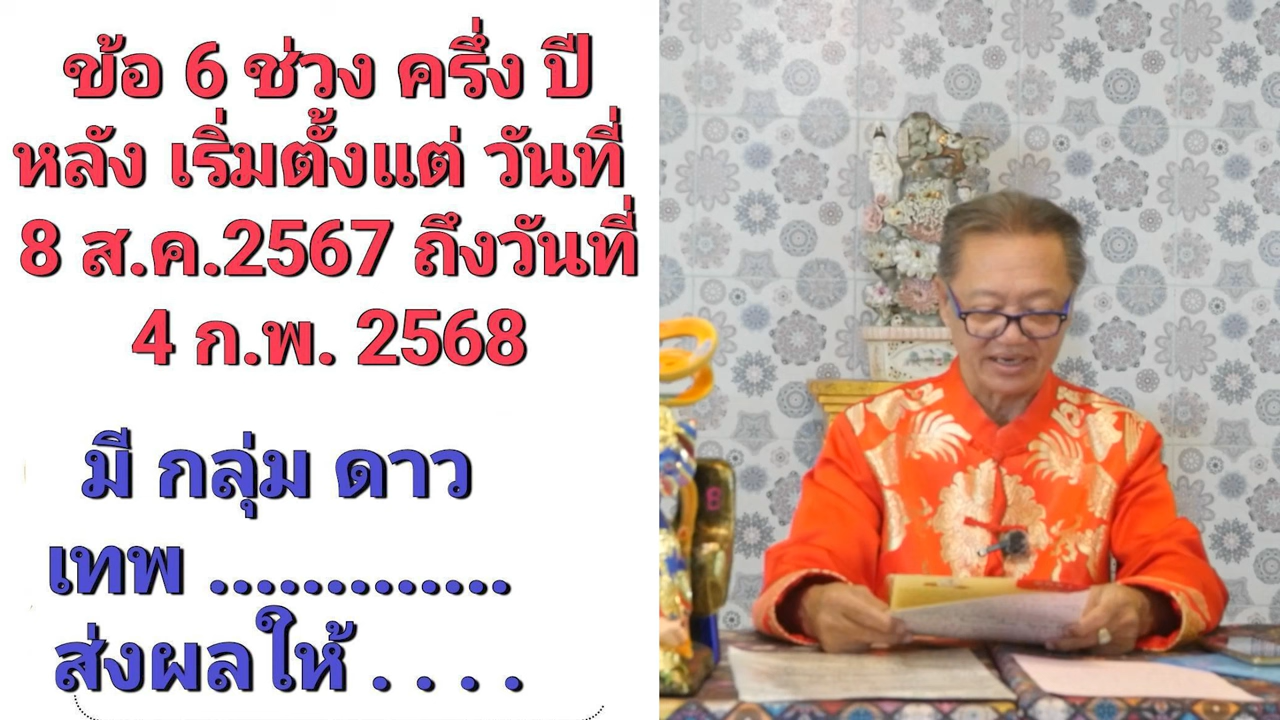 ข้อ 6 ช่วง ครึ่ง ปี
หลัง เริ่มตั้งแต่ วันที่
8 ส.ค.2567 ถึงวันที่
4 ก.พ. 2568
มี กลุ่ม ดาว
เทพ .............
ส่งผลให้ . . . .